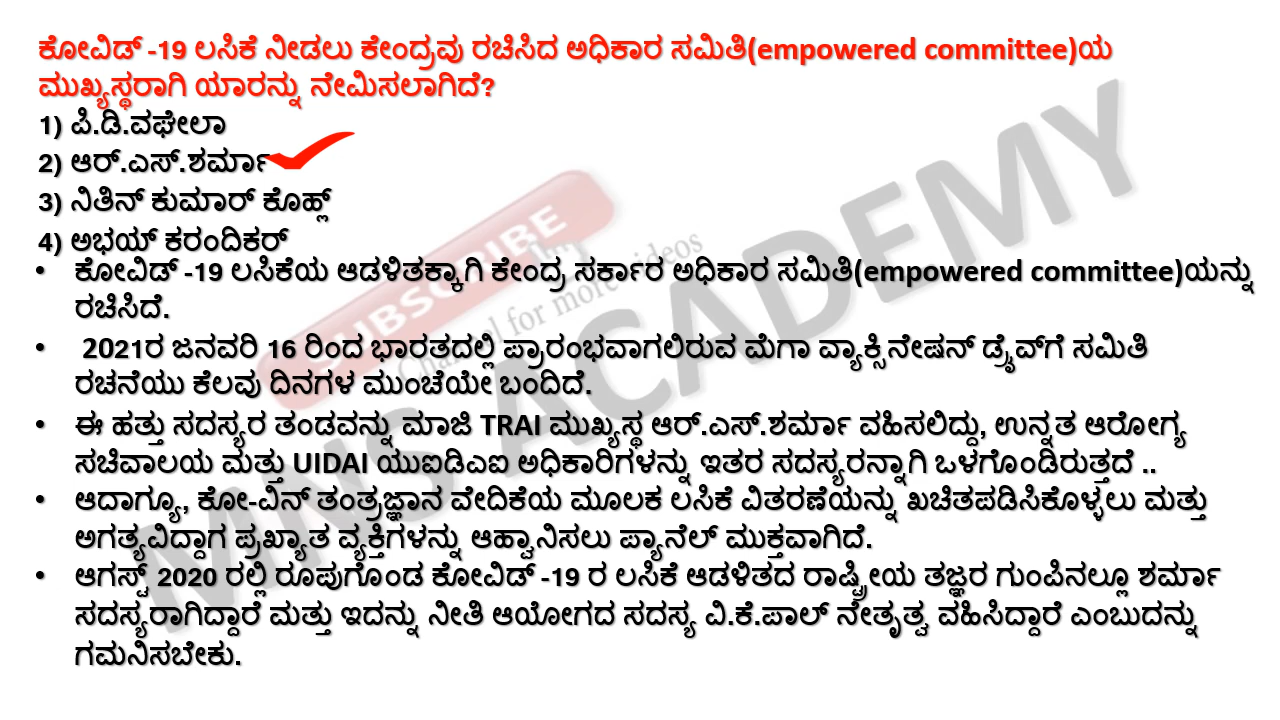 ಕೋವಿಡ್ -19 ಲಸಿಕೆ ನೀಡಲು ಕೇಂದ್ರವು ರಚಿಸಿದ ಅಧಿಕಾರ ಸಮಿತಿ(empowered committee)ಯ
ಮುಖ್ಯಸ್ಥರಾಗಿ ಯಾರನ್ನು ನೇಮಿಸಲಾಗಿದೆ?
1) ಪಿ.ಡಿ.ವಘೇಲಾ
2) ಆರ್.ಎಸ್.ಶರ್ಮಾ
3) ನಿತಿನ್ ಕುಮಾರ್ ಕೊಹ್ಲ್
4) ಅಭಯ್ ಕರಂದಿಕರ್
• ಕೋವಿಡ್ -19 ಲಸಿಕೆಯ ಆಡಳಿತಕ್ಕಾಗಿ ಕೇಂದ್ರ ಸರ್ಕಾರ ಅಧಿಕಾರ ಸಮಿತಿ(empowered committee)ಯನ್ನು
ರಚಿಸಿದೆ.
• 2021ರ ಜನವರಿ 16 ರಿಂದ ಭಾರತದಲ್ಲಿ ಪ್ರಾರಂಭವಾಗಲಿರುವ ಮೆಗಾ ವ್ಯಾಕ್ಸಿನೇಷನ್ ಡ್ರೈವ್‌ಗೆ ಸಮಿತಿ
ರಚನೆಯು ಕೆಲವು ದಿನಗಳ ಮುಂಚೆಯೇ ಬಂದಿದೆ.
• ಈ ಹತ್ತು ಸದಸ್ಯರ ತಂಡವನ್ನು ಮಾಜಿ TRAI ಮುಖ್ಯಸ್ಥ ಆರ್.ಎಸ್.ಶರ್ಮಾ ವಹಿಸಲಿದ್ದು, ಉನ್ನತ ಆರೋಗ್ಯ
ಸಚಿವಾಲಯ ಮತ್ತು UIDAI ಯುಐಡಿಎಐ ಅಧಿಕಾರಿಗಳನ್ನು ಇತರ ಸದಸ್ಯರನ್ನಾಗಿ ಒಳಗೊಂಡಿರುತ್ತದೆ ..
• ಆದಾಗ್ಯೂ, ಕೋ-ವಿನ್ ತಂತ್ರಜ್ಞಾನ ವೇದಿಕೆಯ ಮೂಲಕ ಲಸಿಕೆ ವಿತರಣೆಯನ್ನು ಖಚಿತಪಡಿಸಿಕೊಳ್ಳಲು ಮತ್ತು
ಅಗತ್ಯವಿದ್ದಾಗ ಪ್ರಖ್ಯಾತ ವ್ಯಕ್ತಿಗಳನ್ನು ಆಹ್ವಾನಿಸಲು ಪ್ಯಾನೆಲ್ ಮುಕ್ತವಾಗಿದೆ.
• ಆಗಸ್ಟ್ 2020 ರಲ್ಲಿ ರೂಪುಗೊಂಡ ಕೋವಿಡ್ -19 ರ ಲಸಿಕೆ ಆಡಳಿತದ ರಾಷ್ಟ್ರೀಯ ತಜ್ಞರ ಗುಂಪಿನಲ್ಲೂ ಶರ್ಮಾ
ಸದಸ್ಯರಾಗಿದ್ದಾರೆ ಮತ್ತು ಇದನ್ನು ನೀತಿ ಆಯೋಗದ ಸದಸ್ಯ ವಿ.ಕೆ.ಪಾಲ್ ನೇತೃತ್ವ ವಹಿಸಿದ್ದಾರೆ ಎಂಬುದನ್ನು
ಗಮನಿಸಬೇಕು.
SUBSCRIBE
Channel for more videos
MNS ACADEMY